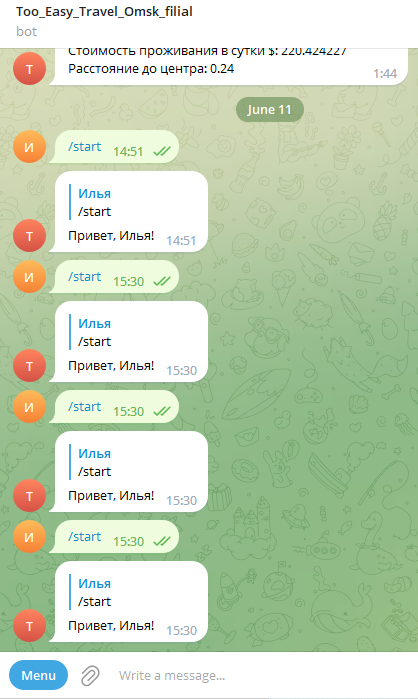 Too_Easy_Travel_Omsk_filial
bot
Стоимость проживания в сутки $: 220.424227
Расстояние до центра: 0.24
1:44
Т
June 11
И
/start 14:51
Илья
/start
Привет, Илья! 14:51
Т
И
/start 15:30
Илья
/start
Привет, Илья! 15:30
Т
И
/start 15:30
Илья
/start
Привет, Илья! 15:30
Т
И
/start 15:30
Илья
/start
Привет, Илья! 15:30
Т
Menu
Write a message...